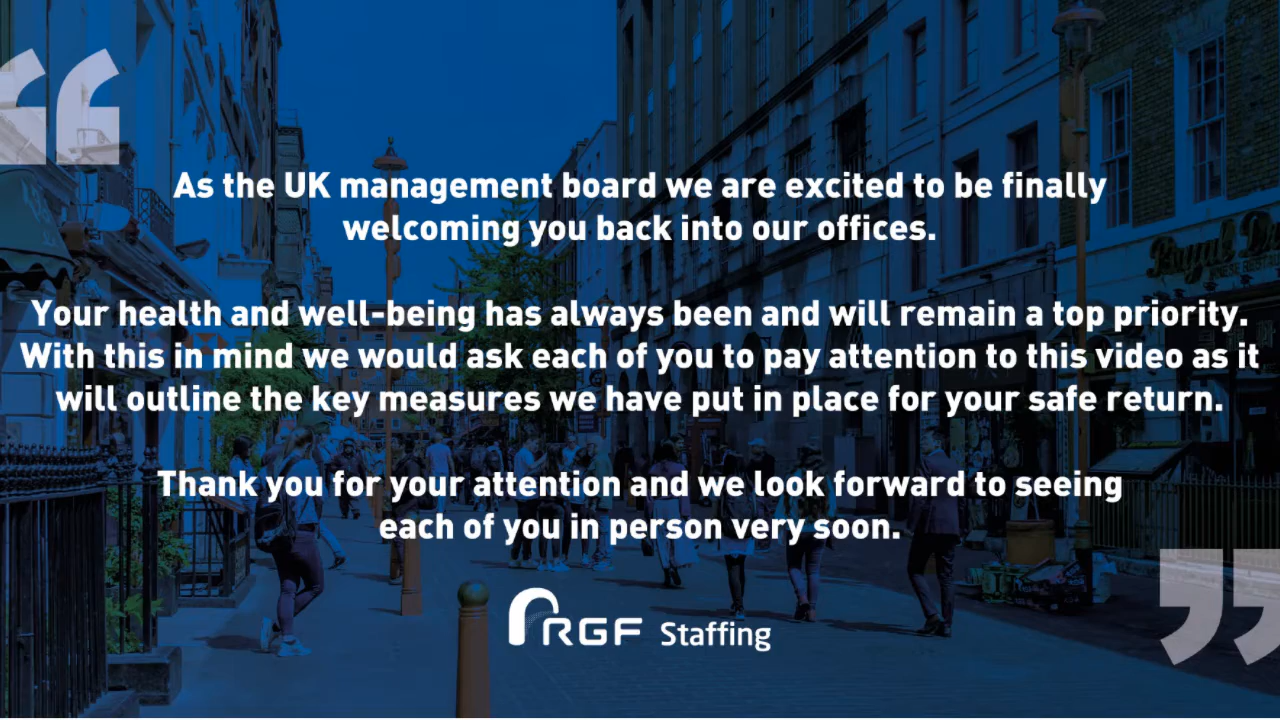 As the UK management board we are excited to be finally
welcoming you back into our offices.
Your health and well-being has always been and will remain a top priority.
With this in mind we would ask each of you to pay attention to this video as it
will outline the key measures we have put in place for your safe return.
Thank you for your attention and we look forward to seeing
each of you in person very soon.
RGF Staffing
Royal